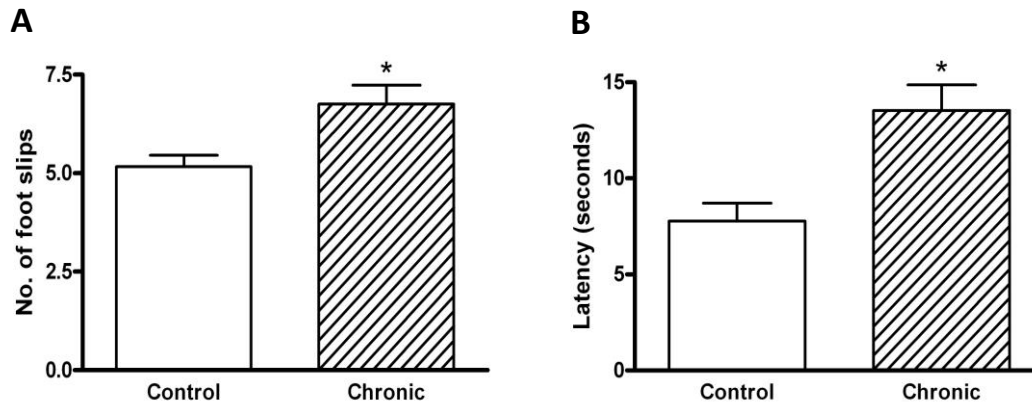 A
No. of foot slips
7.5
5.0
2.5
0.0
*
Control
Chronic
B
Latency (seconds)
15
10
5
0
*
Control
Chronic